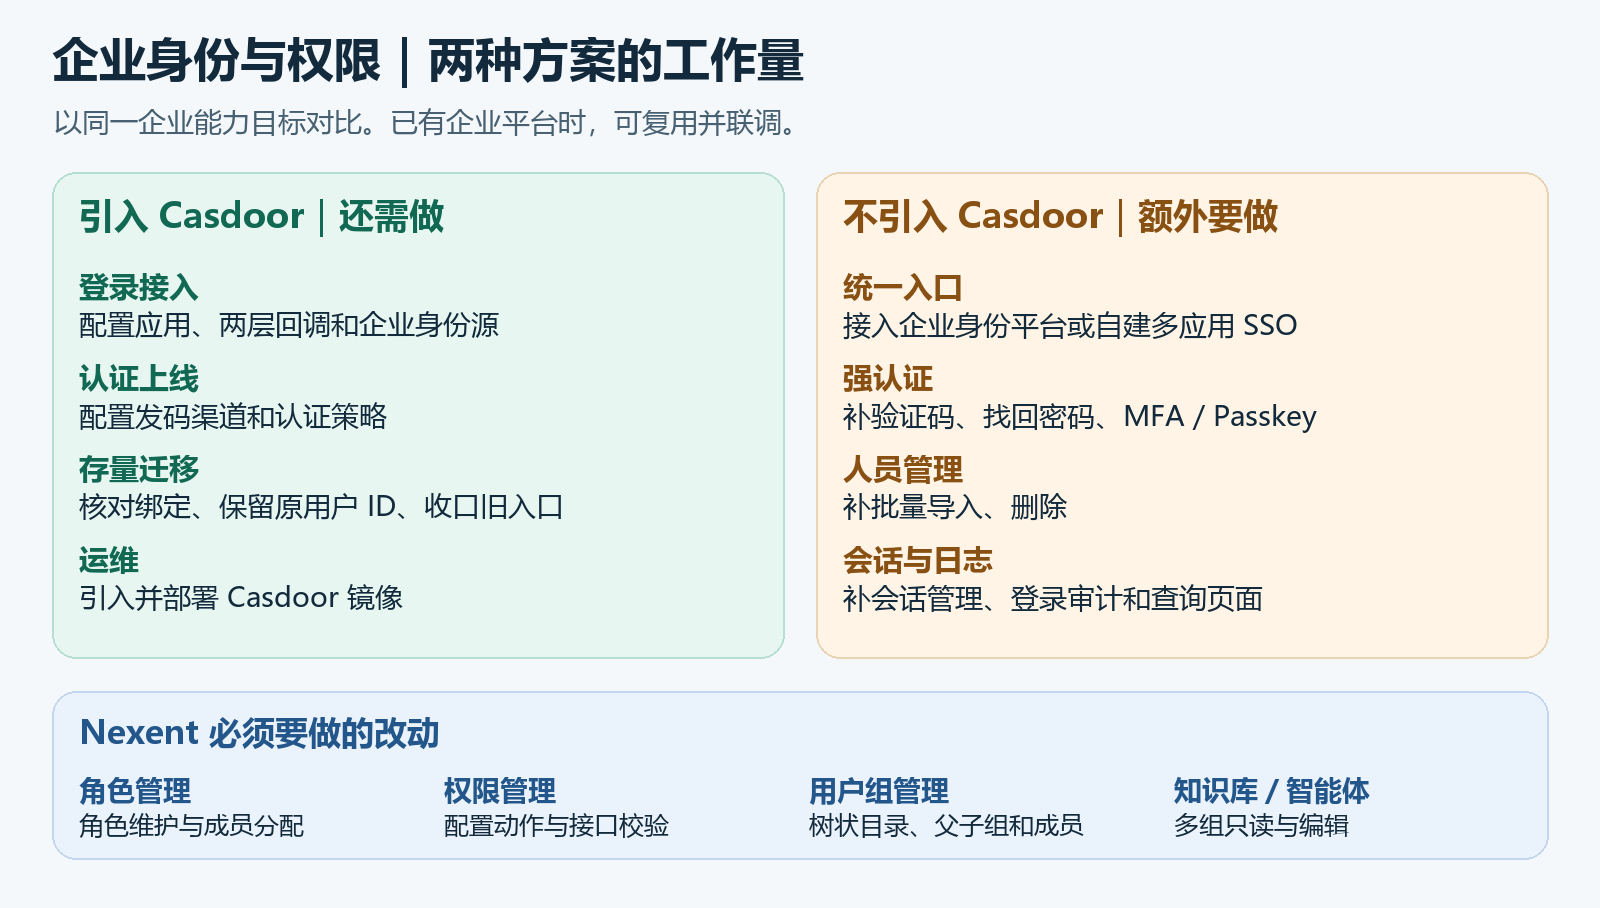 企业身份与权限｜两种方案的工作量
以同一企业能力目标对比。已有企业平台时，可复用并联调。
引入 Casdoor｜还需做
登录接入
配置应用、两层回调和企业身份源
认证上线
配置发码渠道和认证策略
存量迁移
核对绑定、保留原用户 ID、收口旧入口
运维
引入并部署 Casdoor 镜像
不引入 Casdoor｜额外要做
统一入口
接入企业身份平台或自建多应用 SSO
强认证
补验证码、找回密码、MFA / Passkey
人员管理
补批量导入、删除
会话与日志
补会话管理、登录审计和查询页面
Nexent 必须要做的改动
角色管理
角色维护与成员分配
权限管理
配置动作与接口校验
用户组管理
树状目录、父子组和成员
知识库 / 智能体
多组只读与编辑